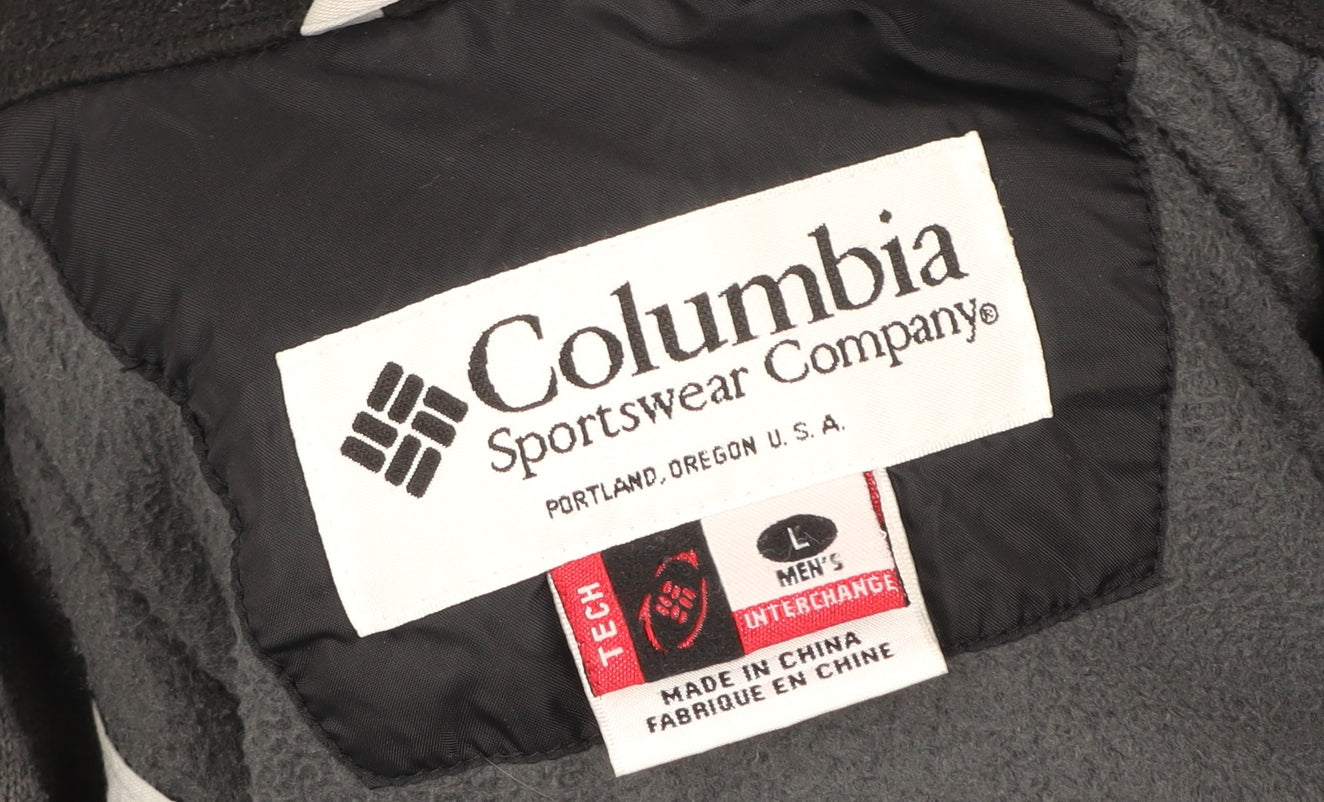 Columbia
Sportswear Company®
PORTLAND, OREGON U. S. A.
TECH
L
MEN'S
INTERCHANGE
MADE IN CHINA
FABRIQUE EN CHINE